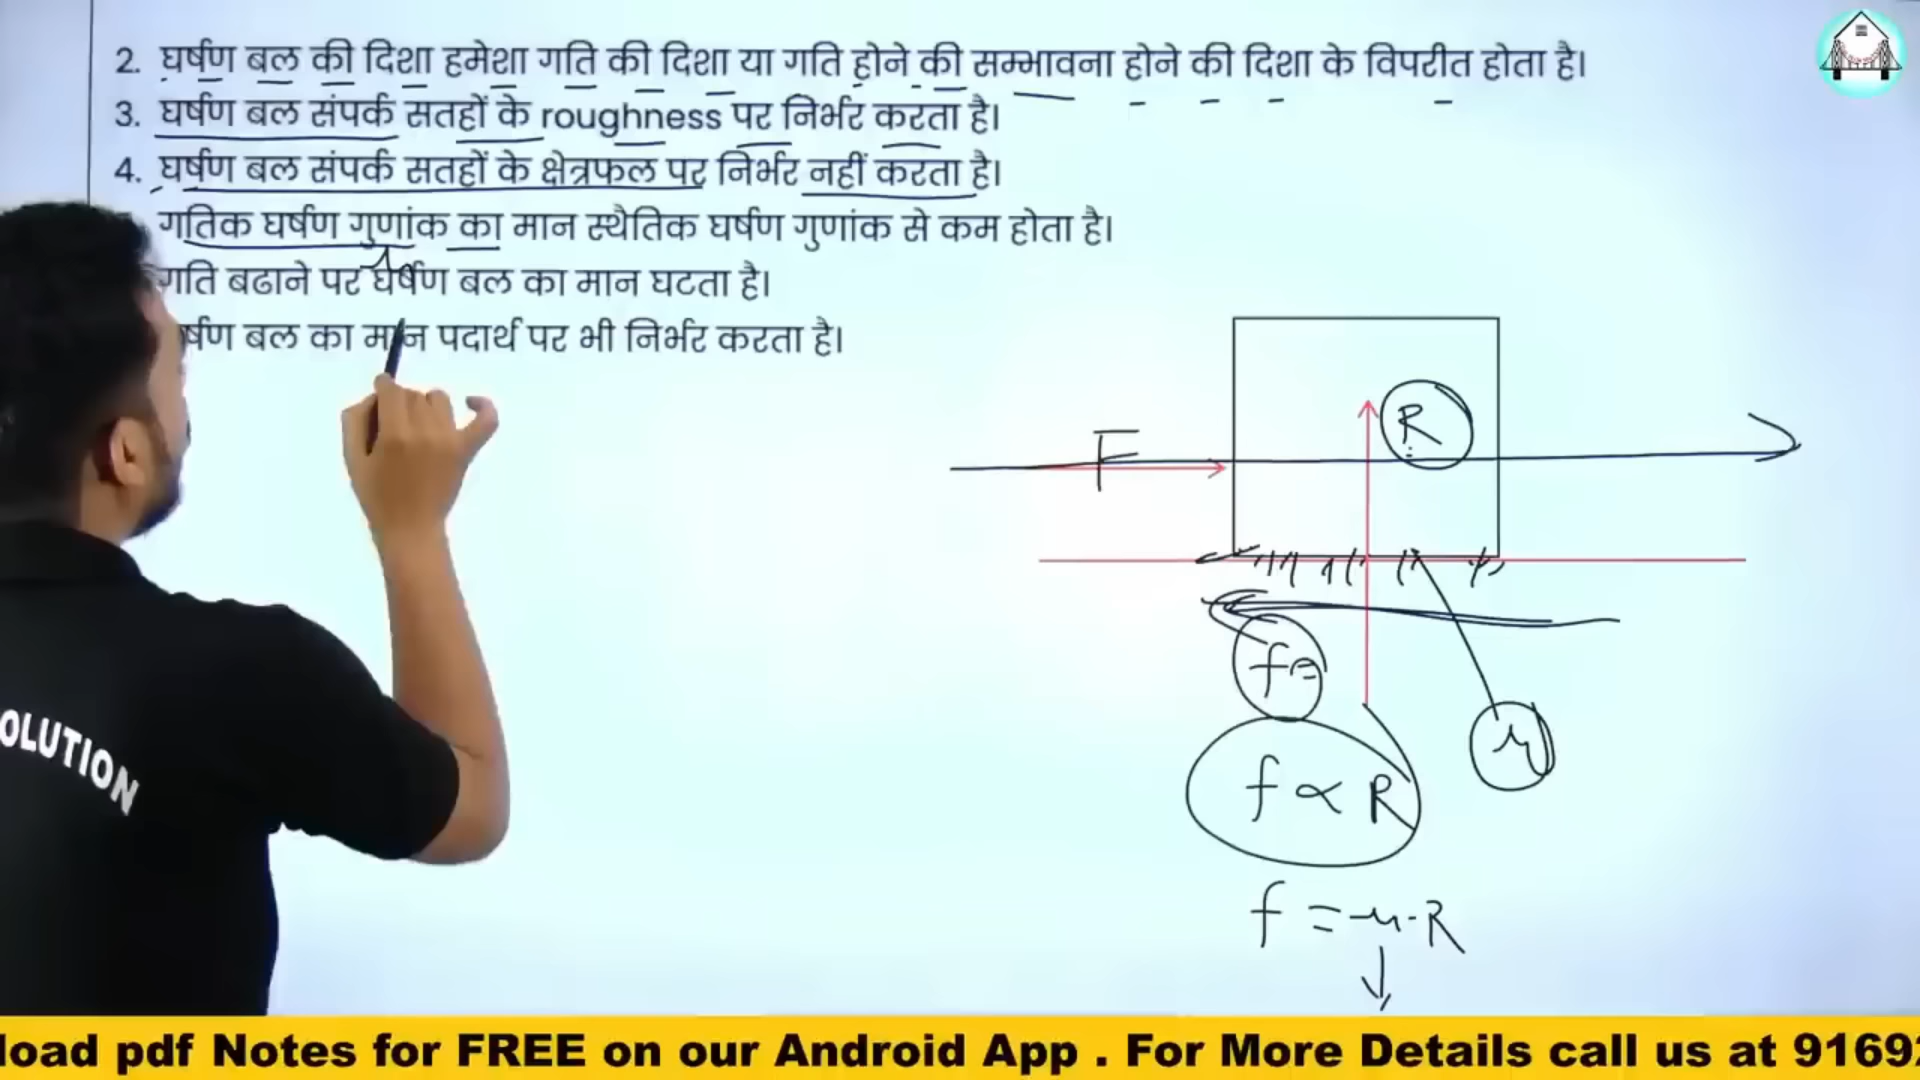 2. घर्षण बल की दिशा हमेशा गति की दिशा या गति होने की सम्भावना होने की दिशा के विपरीत होता है।
3. घर्षण बल संपर्क सतहों के roughness पर निर्भर करता है।
4. घर्षण बल संपर्क सतहों के क्षेत्रफल पर निर्भर नहीं करता है।
गतिक घर्षण गुणांक का मान स्थैतिक घर्षण गुणांक से कम होता है।
गति बढाने पर घर्षण बल का मान घटता है।
र्षण बल का मान पदार्थ पर भी निर्भर करता है।
R
F
μ
f ∝ R
f = μ.R
OLUTION
load pdf Notes for FREE on our Android App . For More Details call us at 9169